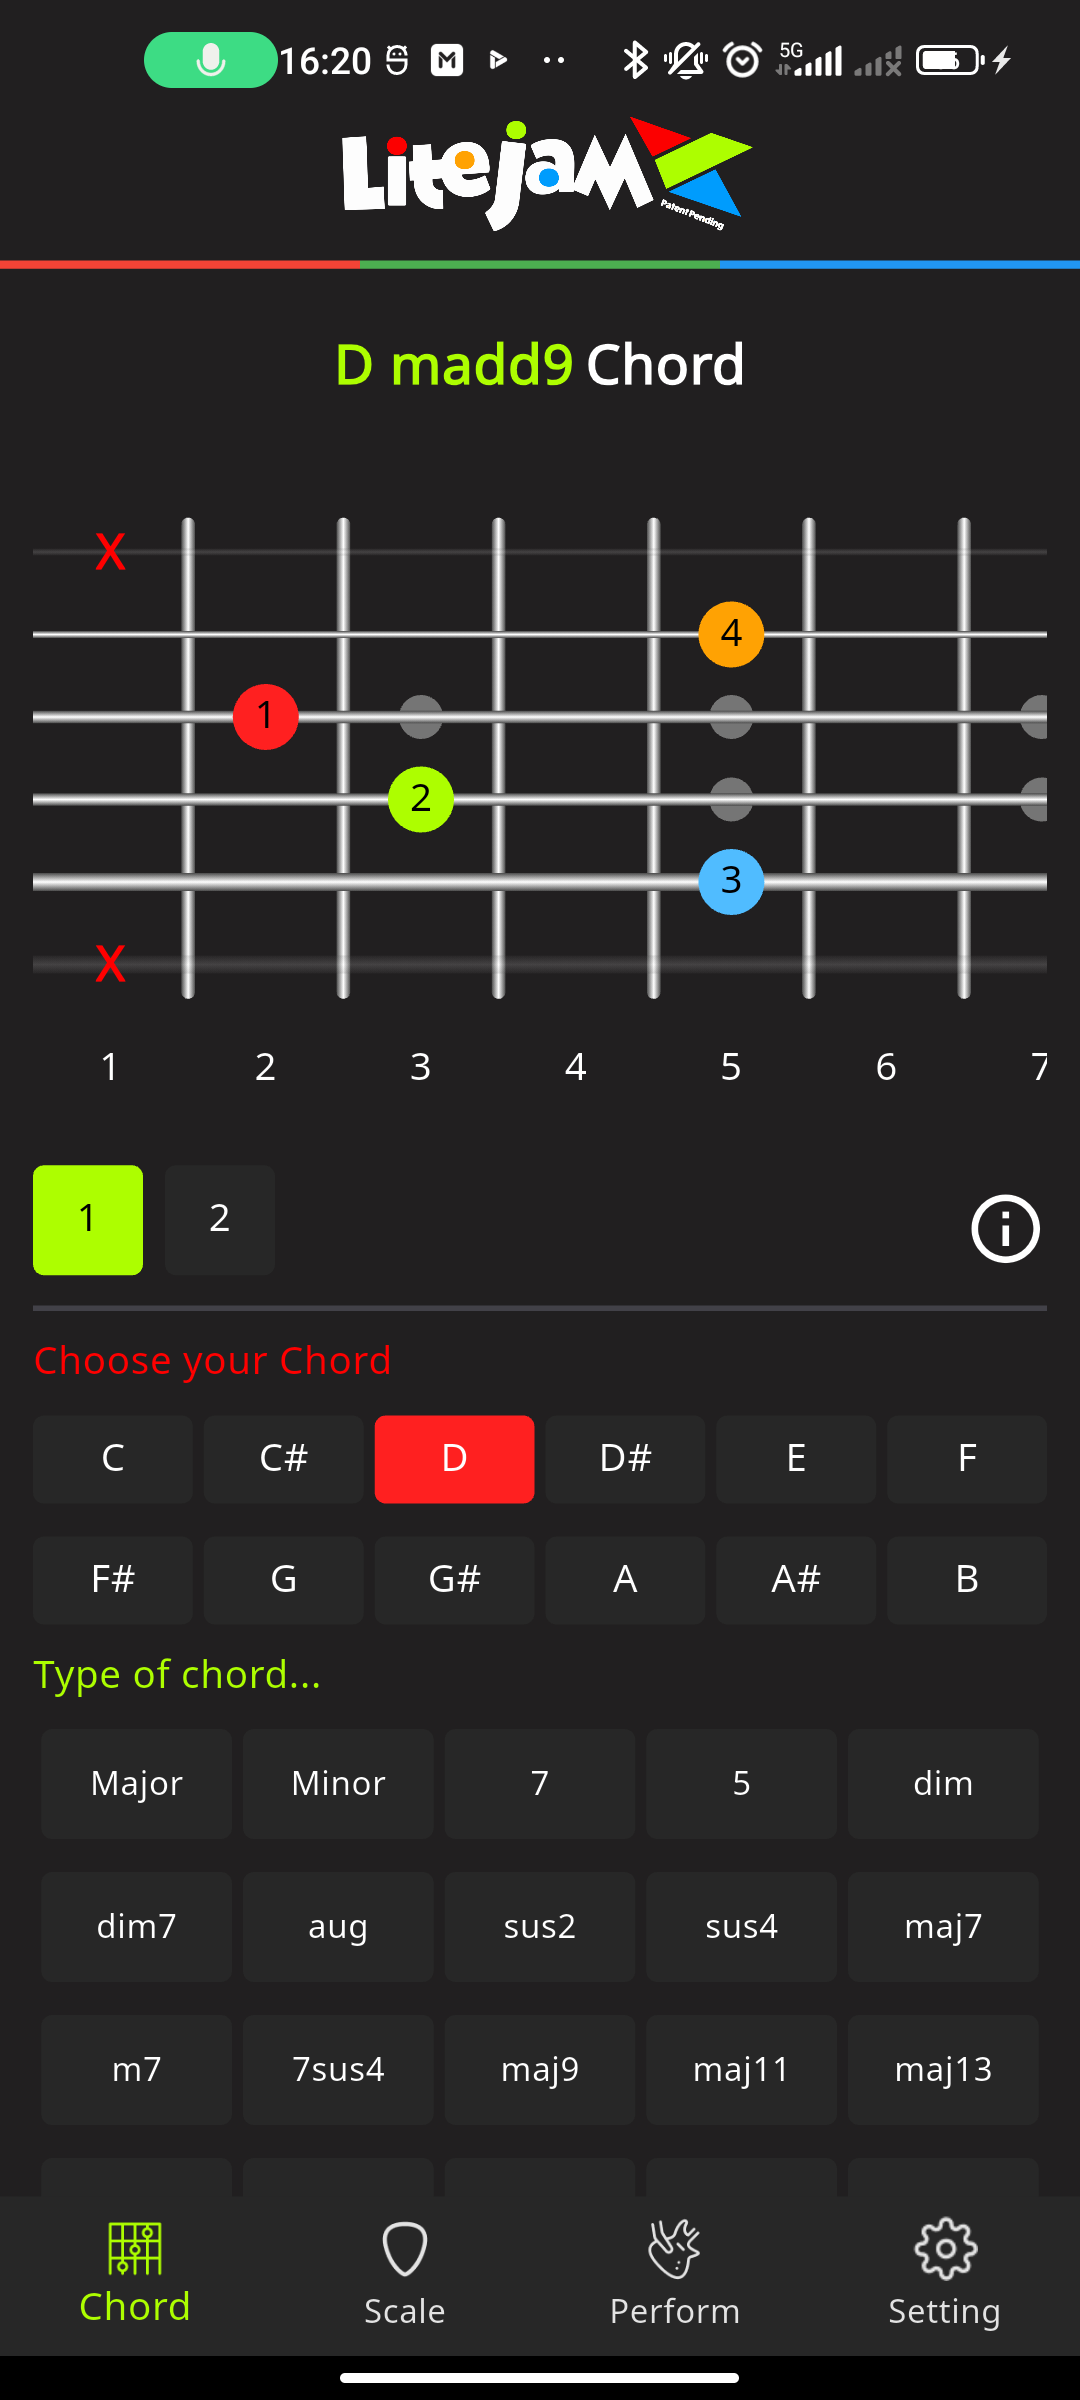 16:20 M 5G
Litejam
Patent Pending
D madd9 Chord
X
4
1
2
3
X
1 2 3 4 5 6 7
1 2
Choose your Chord
C C# D D# E F
F# G G# A A# B
Type of chord...
Major Minor 7 5 dim
dim7 aug sus2 sus4 maj7
m7 7sus4 maj9 maj11 maj13
Chord Scale Perform Setting